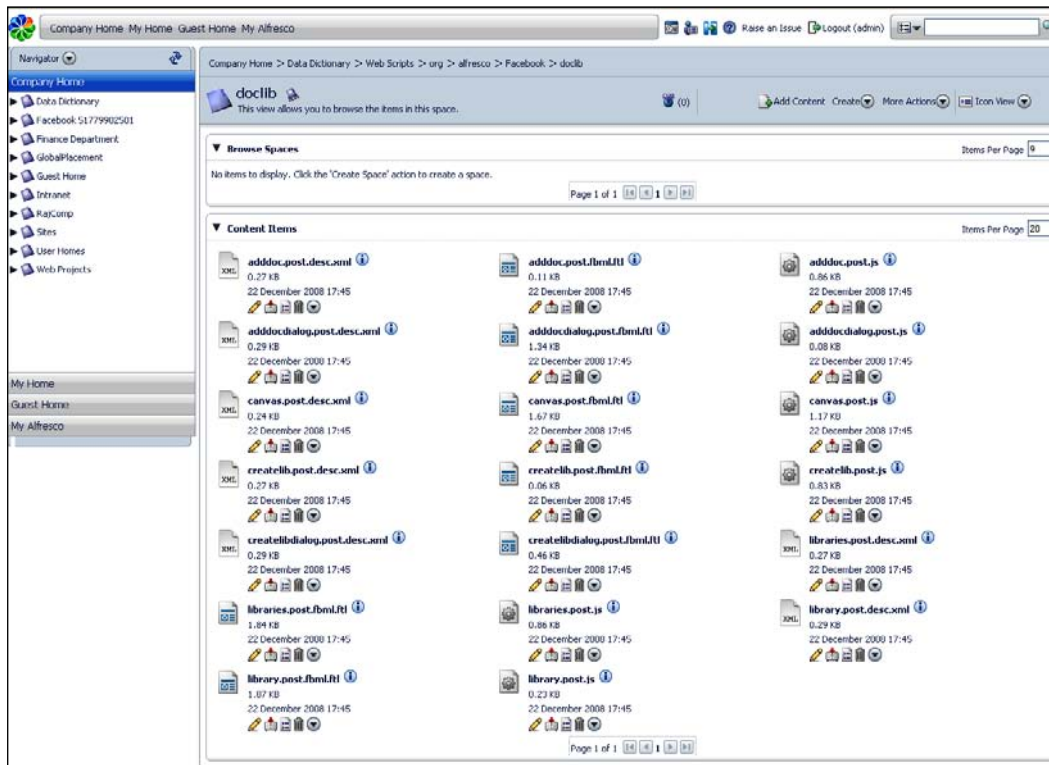 Company Home My Home Guest Home My Alfresco
Raise an Issue Logout (admin)
Navigator
Company Home > Data Dictionary > Web Scripts > org > alfresco > Facebook > doclib
Company Home
Data Dictionary
Facebook 51779902501
Finance Department
GlobalPlacement
Guest Home
Intranet
RajComp
Sites
User Homes
Web Projects
My Home
Guest Home
My Alfresco
doclib
This view allows you to browse the items in this space.
(0)
Add Content Create More Actions Icon View
Browse Spaces
Items Per Page 9
No items to display. Click the 'Create Space' action to create a space.
Page 1 of 1 1
Content Items
Items Per Page 20
XML adddoc.post.desc.xml adddoc.post.fbml.ftl adddoc.post.js
0.27 KB 0.11 KB 0.86 KB
22 December 2008 17:45 22 December 2008 17:45 22 December 2008 17:45
XML adddocdialog.post.desc.xml adddocdialog.post.fbml.ftl adddocdialog.post.js
0.29 KB 1.34 KB 0.08 KB
22 December 2008 17:45 22 December 2008 17:45 22 December 2008 17:45
XML canvas.post.desc.xml canvas.post.fbml.ftl canvas.post.js
0.24 KB 1.67 KB 1.17 KB
22 December 2008 17:45 22 December 2008 17:45 22 December 2008 17:45
XML createlib.post.desc.xml createlib.post.fbml.ftl createlib.post.js
0.27 KB 0.06 KB 0.83 KB
22 December 2008 17:45 22 December 2008 17:45 22 December 2008 17:45
XML createlibdialog.post.desc.xml createlibdialog.post.fbml.ftl XML libraries.post.desc.xml
0.29 KB 0.46 KB 0.27 KB
22 December 2008 17:45 22 December 2008 17:45 22 December 2008 17:45
libraries.post.fbml.ftl libraries.post.js XML library.post.desc.xml
1.84 KB 0.86 KB 0.29 KB
22 December 2008 17:45 22 December 2008 17:45 22 December 2008 17:45
library.post.fbml.ftl library.post.js
1.87 KB 0.23 KB
22 December 2008 17:45 22 December 2008 17:45
Page 1 of 1 1